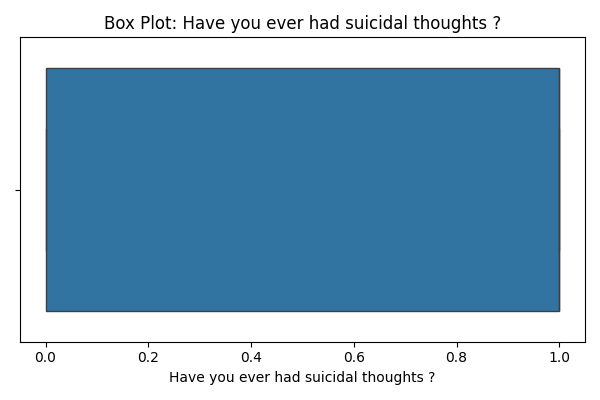 Box Plot: Have you ever had suicidal thoughts ?
0.0 0.2 0.4 0.6 0.8 1.0
Have you ever had suicidal thoughts ?